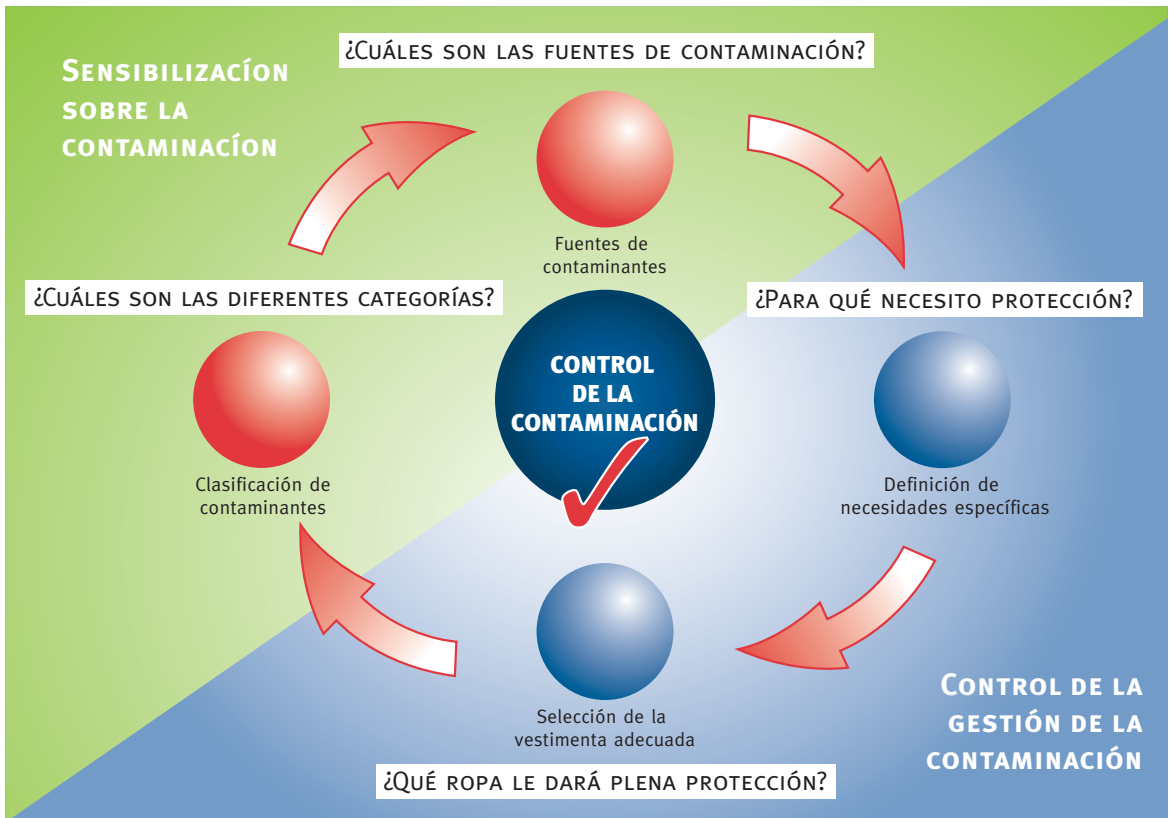 ¿Cuáles son las fuentes de contaminación?
Sensibilizacíon
sobre la
contaminacíon
Fuentes de
contaminantes
¿Cuáles son las diferentes categorías?
¿Para qué necesito protección?
CONTROL
DE LA
CONTAMINACIÓN
Clasificación de
contaminantes
Definición de
necesidades específicas
Selección de la
vestimenta adecuada
Control de la
gestión de la
contaminación
¿Qué ropa le dará plena protección?